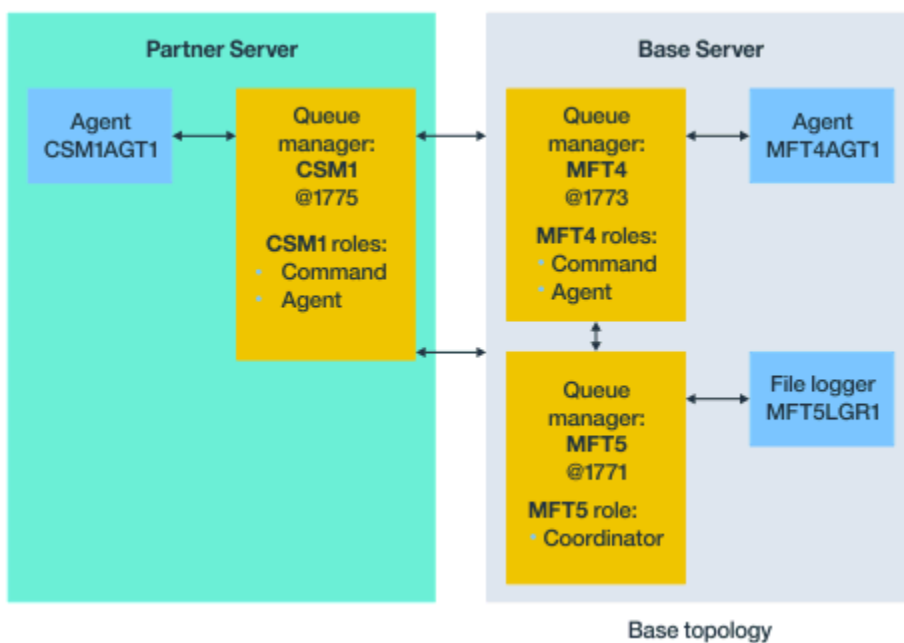 Partner Server
Agent
CSM1AGT1
Queue
manager:
CSM1
@1775
CSM1 roles:
• Command
• Agent
Base Server
Queue
manager:
MFT4
@1773
MFT4 roles:
• Command
• Agent
Agent
MFT4AGT1
Queue
manager:
MFT5
@1771
MFT5 role:
• Coordinator
File logger
MFT5LGR1
Base topology